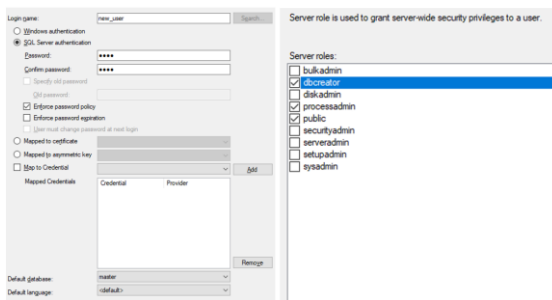 Login name:
new_user
Search...
Windows authentication
SQL Server authentication
Password:
••••
Confirm password:
••••
Specify old password
Old password:
Enforce password policy
Enforce password expiration
User must change password at next login
Mapped to certificate
Mapped to asymmetric key
Map to Credential
Add
Mapped Credentials
Credential Provider
Remove
Default database:
master
Default language:
<default>
Server role is used to grant server-wide security privileges to a user.
Server roles:
bulkadmin
dbcreator
diskadmin
processadmin
public
securityadmin
serveradmin
setupadmin
sysadmin